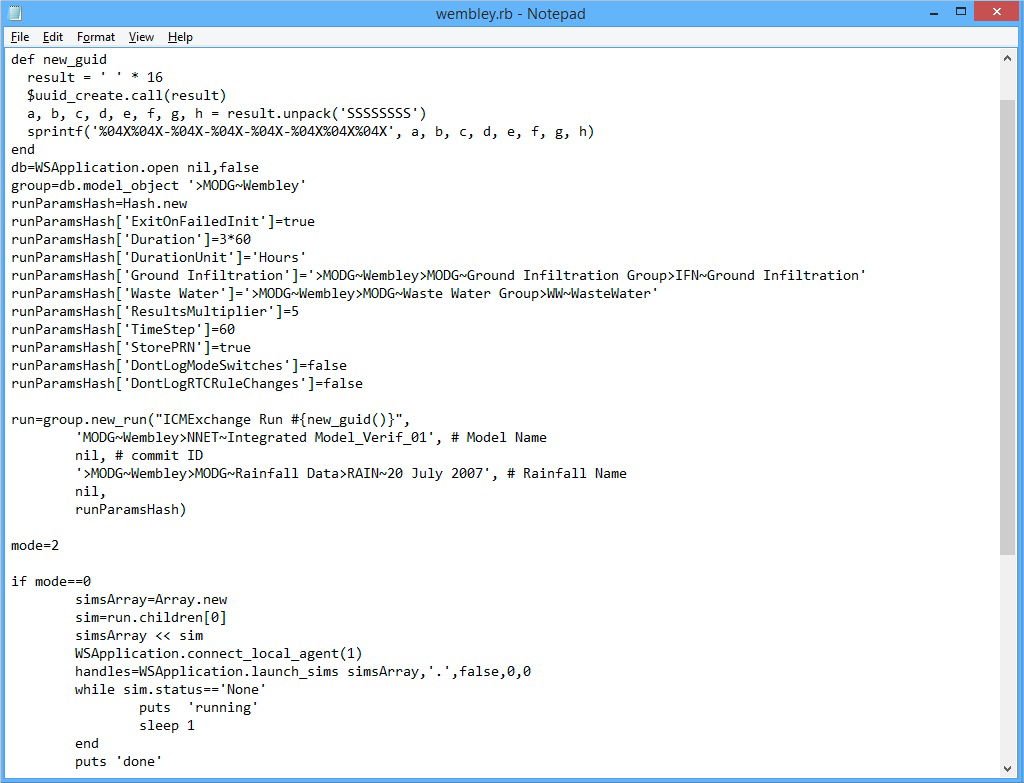 wembley.rb - Notepad
File Edit Format View Help
def new_guid
  result = ' ' * 16
  $uuid_create.call(result)
  a, b, c, d, e, f, g, h = result.unpack('SSSSSSSS')
  sprintf('%04X%04X-%04X-%04X-%04X-%04X%04X%04X', a, b, c, d, e, f, g, h)
end
db=WSApplication.open nil,false
group=db.model_object '>MODG~Wembley'
runParamsHash=Hash.new
runParamsHash['ExitOnFailedInit']=true
runParamsHash['Duration']=3*60
runParamsHash['DurationUnit']='Hours'
runParamsHash['Ground Infiltration']='>MODG~Wembley>MODG~Ground Infiltration Group>IFN~Ground Infiltration'
runParamsHash['Waste Water']='>MODG~Wembley>MODG~Waste Water Group>WW~WasteWater'
runParamsHash['ResultsMultiplier']=5
runParamsHash['TimeStep']=60
runParamsHash['StorePRN']=true
runParamsHash['DontLogModeSwitches']=false
runParamsHash['DontLogRTCRuleChanges']=false

run=group.new_run("ICMExchange Run #{new_guid()}",
        'MODG~Wembley>NNET~Integrated Model_Verif_01', # Model Name
        nil, # commit ID
        '>MODG~Wembley>MODG~Rainfall Data>RAIN~20 July 2007', # Rainfall Name
        nil,
        runParamsHash)

mode=2

if mode==0
        simsArray=Array.new
        sim=run.children[0]
        simsArray << sim
        WSApplication.connect_local_agent(1)
        handles=WSApplication.launch_sims simsArray,'.',false,0,0
        while sim.status=='None'
                puts  'running'
                sleep 1
        end
        puts 'done'